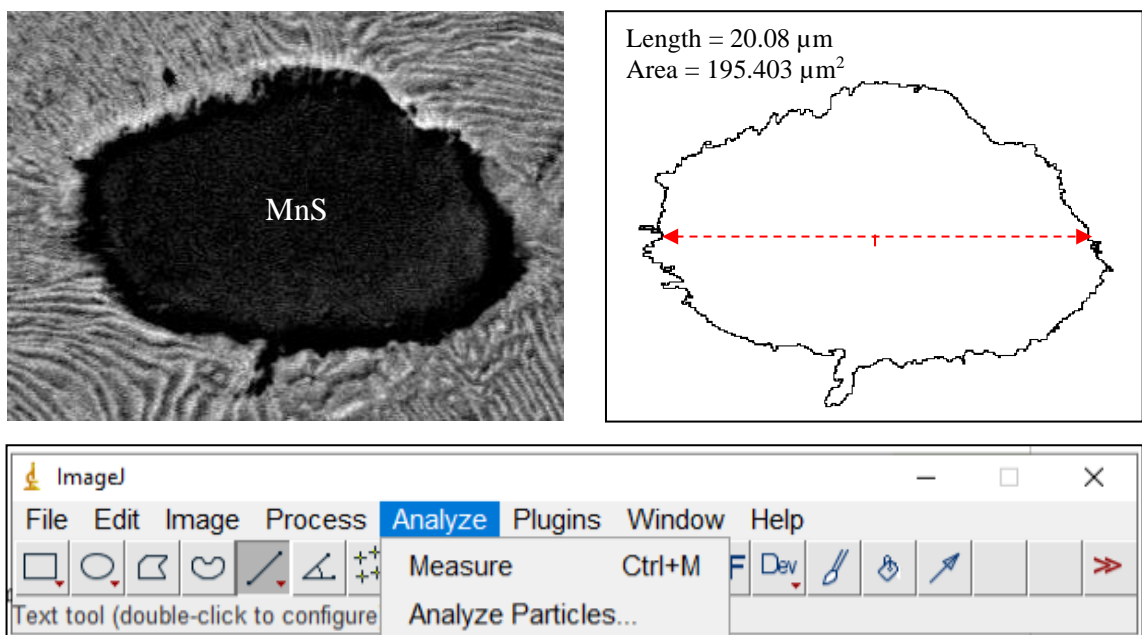 MnS
Length = 20.08 µm
Area = 195.403 µm²
ImageJ
File Edit Image Process Analyze Plugins Window Help
Measure Ctrl+M
F Dev
Analyze Particles...
Text tool (double-click to configure